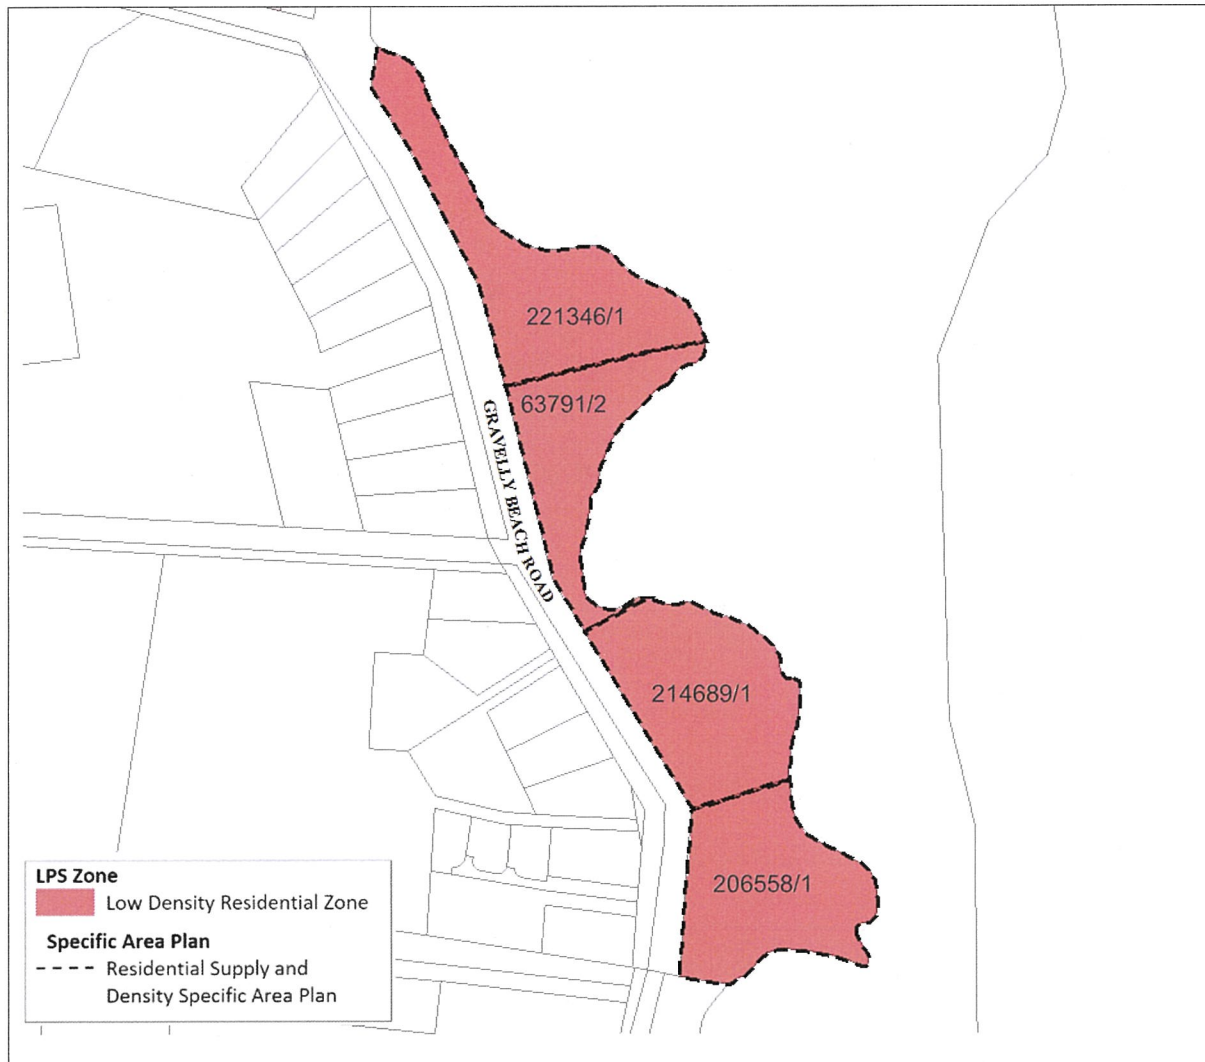 221346/1
63791/2
GRAVELLY BEACH ROAD
214689/1
206558/1
LPS Zone
Low Density Residential Zone
Specific Area Plan
Residential Supply and
Density Specific Area Plan